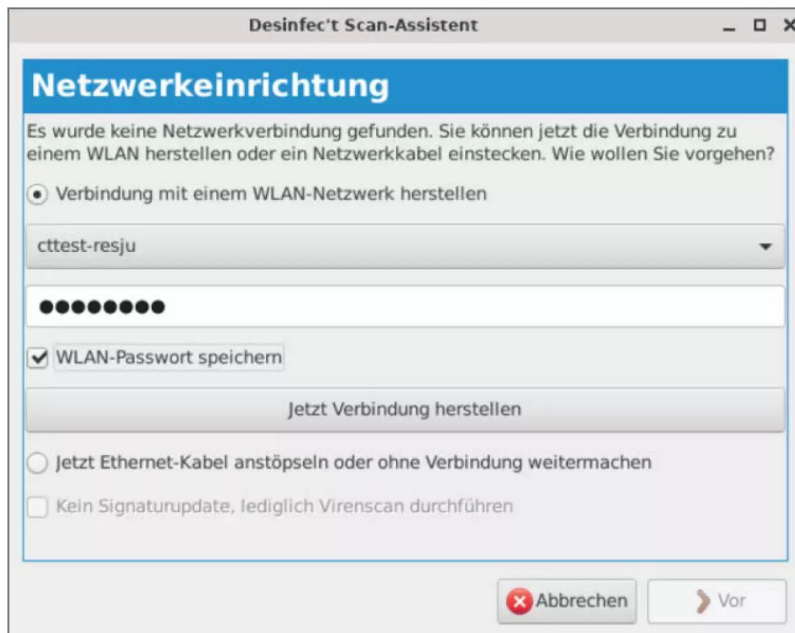 Desinfec't Scan-Assistent
Netzwerkeinrichtung
Es wurde keine Netzwerkverbindung gefunden. Sie können jetzt die Verbindung zu
einem WLAN herstellen oder ein Netzwerkkabel einstecken. Wie wollen Sie vorgehen?
Verbindung mit einem WLAN-Netzwerk herstellen
cttest-resju
●●●●●●●●
WLAN-Passwort speichern
Jetzt Verbindung herstellen
Jetzt Ethernet-Kabel anstöpseln oder ohne Verbindung weitermachen
Kein Signaturupdate, lediglich Virenscan durchführen
Abbrechen
Vor